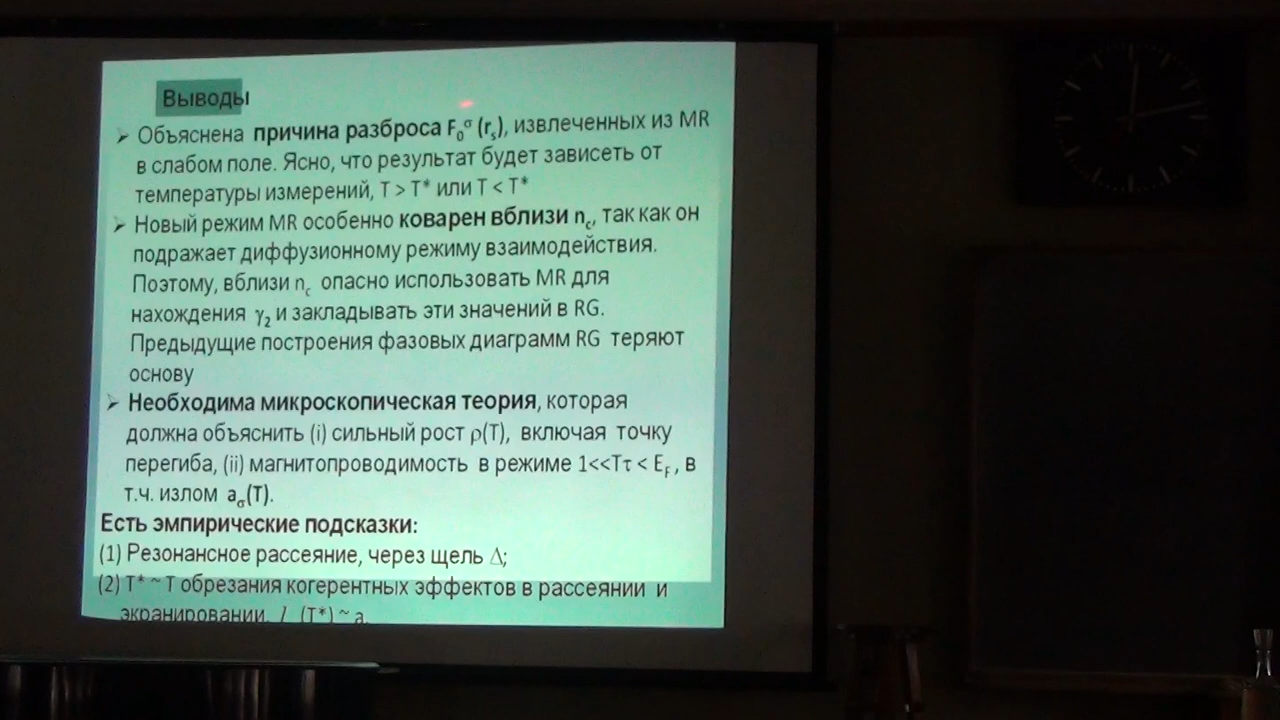 Выводы
Объяснена причина разброса F₀σ (rs), извлеченных из MR
в слабом поле. Ясно, что результат будет зависеть от
температуры измерений, T > T* или T < T*
Новый режим MR особенно коварен вблизи nc, так как он
подражает диффузионному режиму взаимодействия.
Поэтому, вблизи nc опасно использовать MR для
нахождения γ₂ и закладывать эти значений в RG.
Предыдущие построения фазовых диаграмм RG теряют
основу
Необходима микроскопическая теория, которая
должна объяснить (i) сильный рост ρ(T), включая точку
перегиба, (ii) магнитопроводимость в режиме 1<<Tτ < EF, в
т.ч. излом aσ(T).
Есть эмпирические подсказки:
(1) Резонансное рассеяние, через щель Δ;
(2) T* ~ T обрезания когерентных эффектов в рассеянии и
экранировании, (T*) ~ a